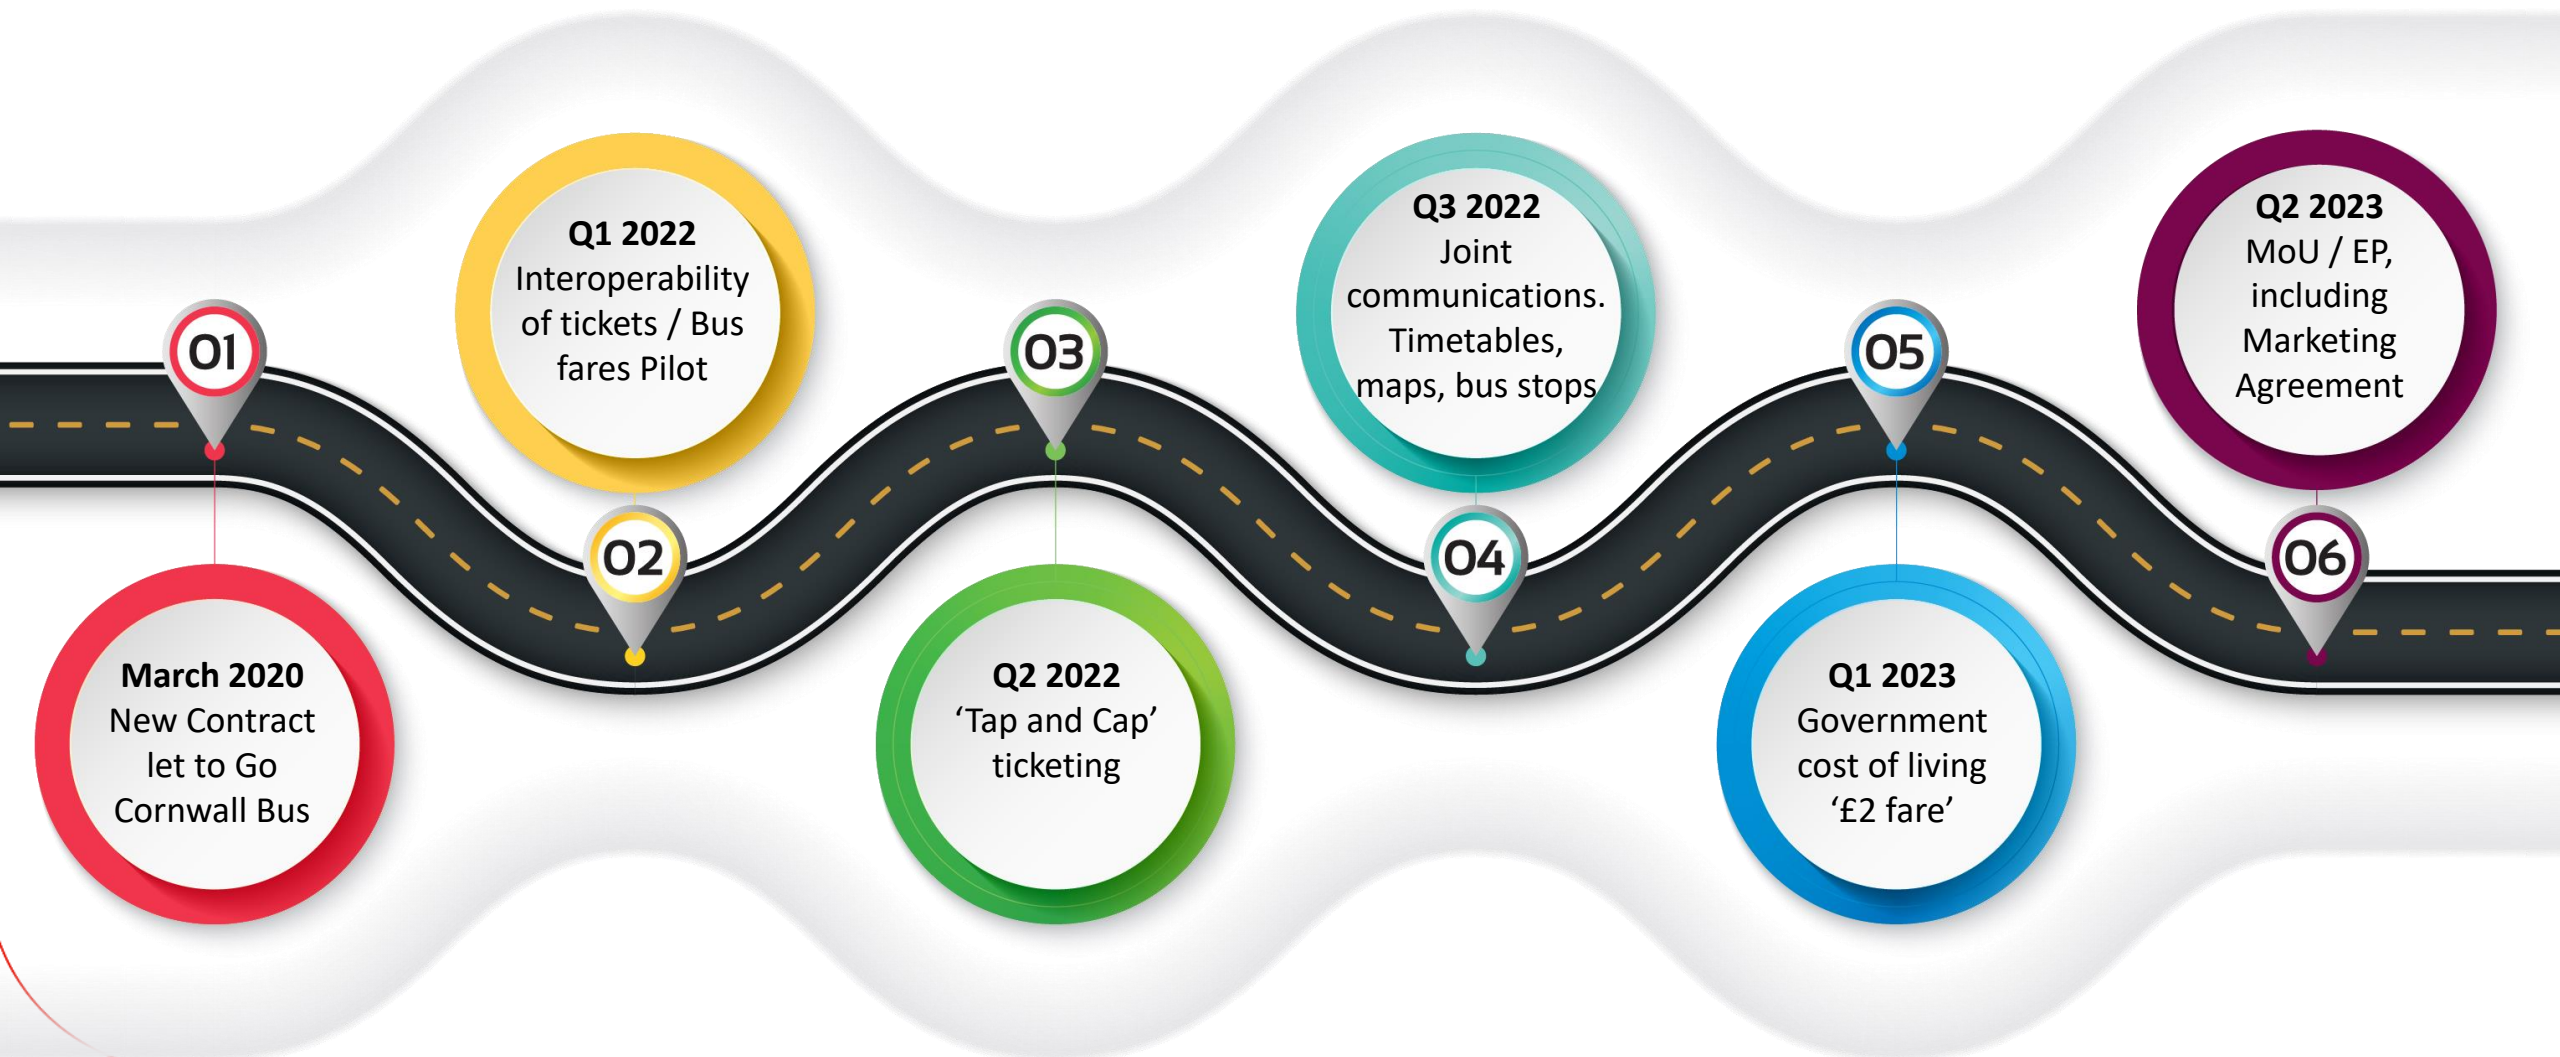 01
March 2020
New Contract
let to Go
Cornwall Bus
Q1 2022
Interoperability
of tickets / Bus
fares Pilot
02
03
Q2 2022
‘Tap and Cap’
ticketing
Q3 2022
Joint
communications.
Timetables,
maps, bus stops
04
05
Q1 2023
Government
cost of living
‘£2 fare’
Q2 2023
MoU / EP,
including
Marketing
Agreement
06